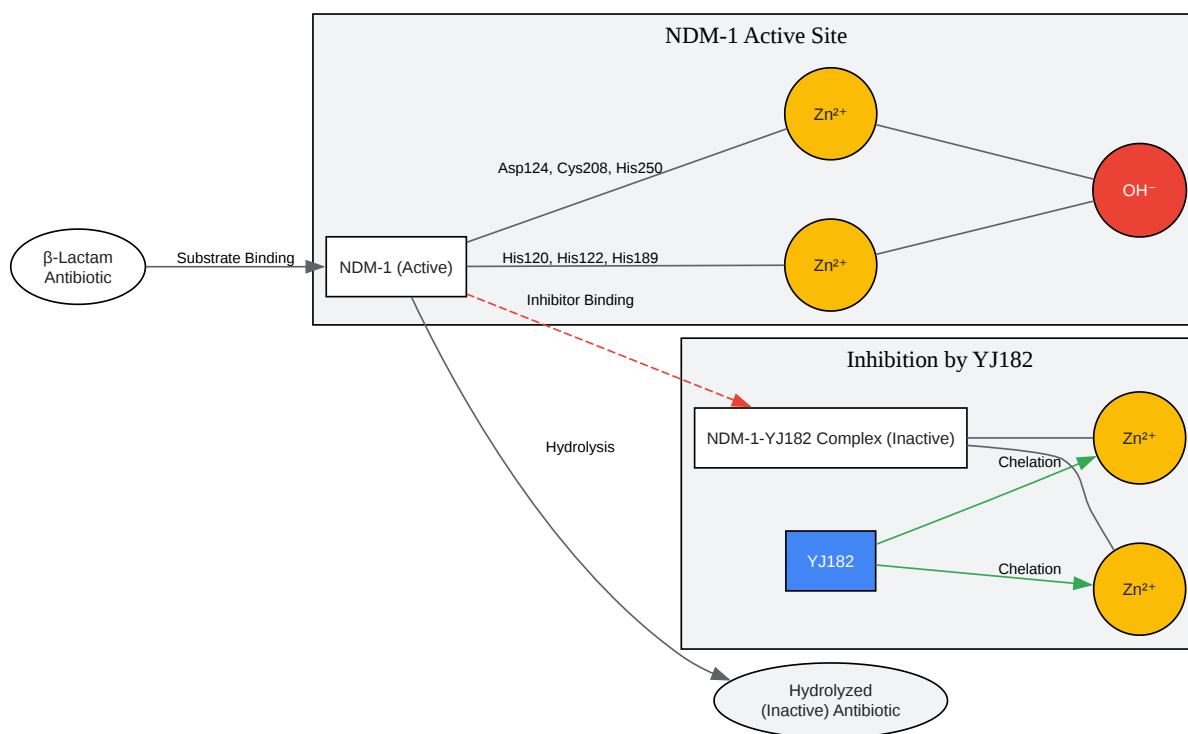 NDM-1 Active Site
Zn²⁺
Asp124, Cys208, His250
OH⁻
β-Lactam
Antibiotic
Substrate Binding
NDM-1 (Active)
His120, His122, His189
Zn²⁺
Inhibitor Binding
Inhibition by YJ182
NDM-1-YJ182 Complex (Inactive)
Zn²⁺
Hydrolysis
Chelation
YJ182
Chelation
Zn²⁺
Hydrolyzed
(Inactive) Antibiotic